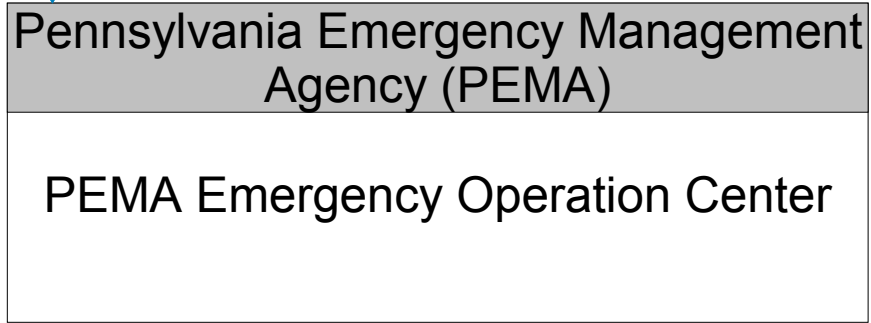 Pennsylvania Emergency Management
Agency (PEMA)
PEMA Emergency Operation Center